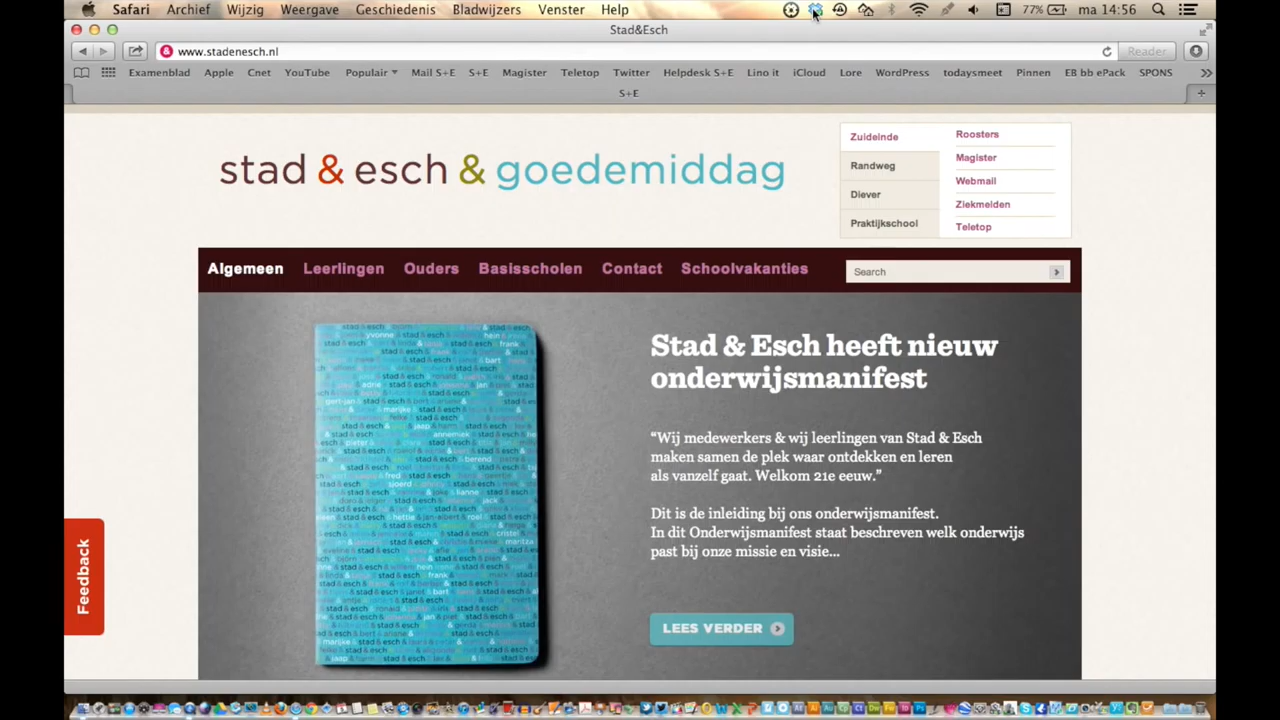 Safari Archief Wijzig Weergave Geschiedenis Bladwijzers Venster Help 77% ma 14:56
Stad&Esch
www.stadenesch.nl Reader
Examenblad Apple Cnet YouTube Populair Mail S+E S+E Magister Teletop Twitter Helpdesk S+E Lino it iCloud Lore WordPress todaysmeet Pinnen EB bb ePack SPONS
S+E
stad & esch & goedemiddag
Zuideinde
Randweg
Diever
Praktijkschool
Roosters
Magister
Webmail
Ziekmelden
Teletop
Algemeen Leerlingen Ouders Basisscholen Contact Schoolvakanties Search
Stad & Esch heeft nieuw
onderwijsmanifest
“Wij medewerkers & wij leerlingen van Stad & Esch
maken samen de plek waar ontdekken en leren
als vanzelf gaat. Welkom 21e eeuw.”
Dit is de inleiding bij ons onderwijsmanifest.
In dit Onderwijsmanifest staat beschreven welk onderwijs
past bij onze missie en visie...
LEES VERDER
Feedback